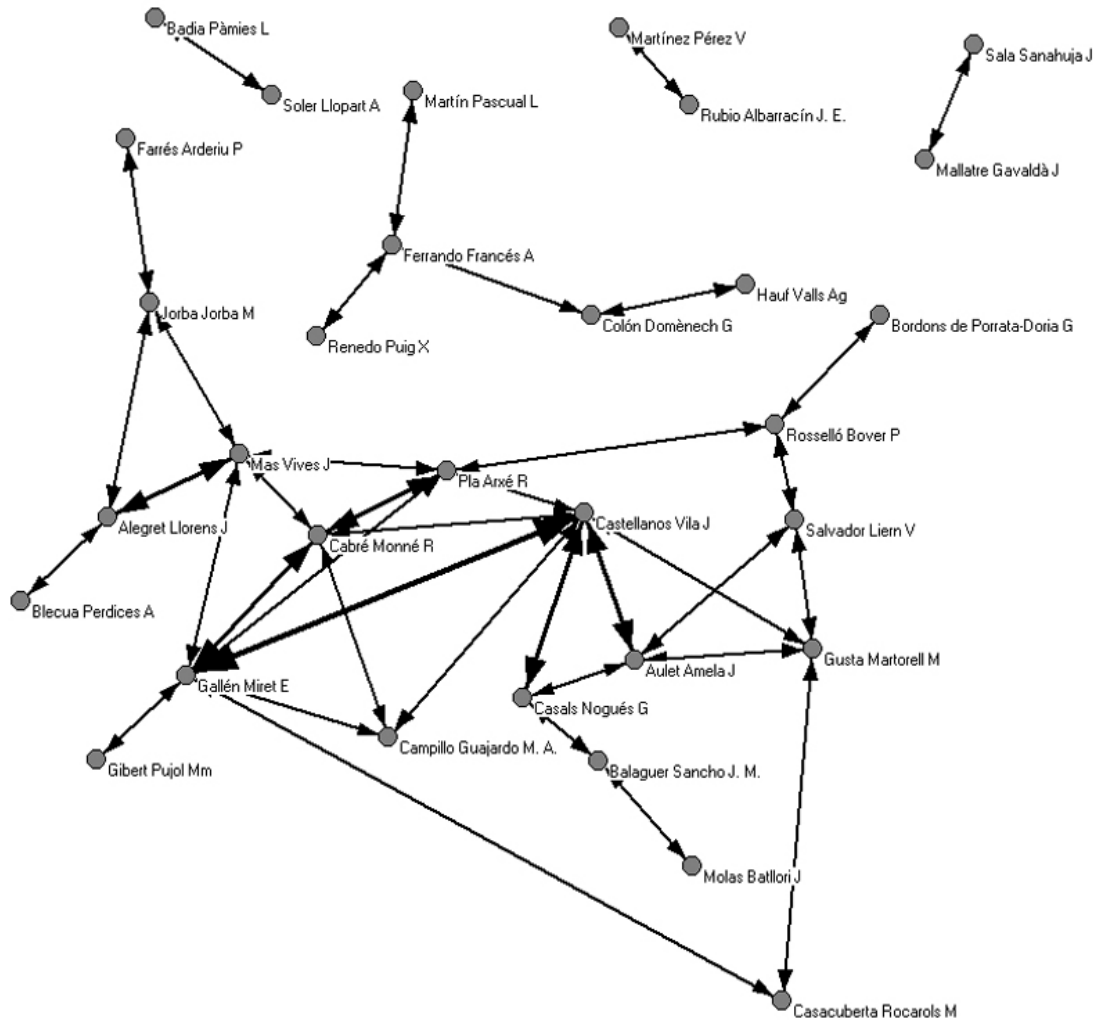 Badia Pàmies L
Martínez Pérez V
Sala Sanahuja J
Soler Llopart A
Martín Pascual L
Rubio Albarracín J. E.
Farrés Arderiu P
Mallatre Gavaldà J
Ferrando Francés A
Hauf Valls Ag
Jorba Jorba M
Colón Domènech G
Bordons de Porrata-Doria G
Renedo Puig X
Rosselló Bover P
Mas Vives J
Pla Arxé R
Alegret Llorens J
Castellanos Vila J
Salvador Liern V
Cabré Monné R
Blecua Perdices A
Gusta Martorell M
Aulet Amela J
Gallén Miret E
Casals Nogués G
Campillo Guajardo M. A.
Gibert Pujol Mm
Balaguer Sancho J. M.
Molas Batllori J
Casacuberta Rocarols M